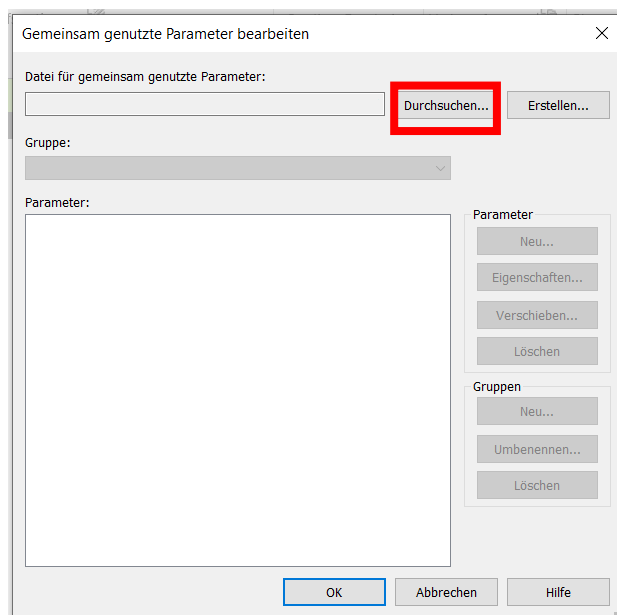 Gemeinsam genutzte Parameter bearbeiten
Datei für gemeinsam genutzte Parameter:
Durchsuchen... Erstellen...
Gruppe:
Parameter:
Parameter
Neu...
Eigenschaften...
Verschieben...
Löschen
Gruppen
Neu...
Umbenennen...
Löschen
OK Abbrechen Hilfe